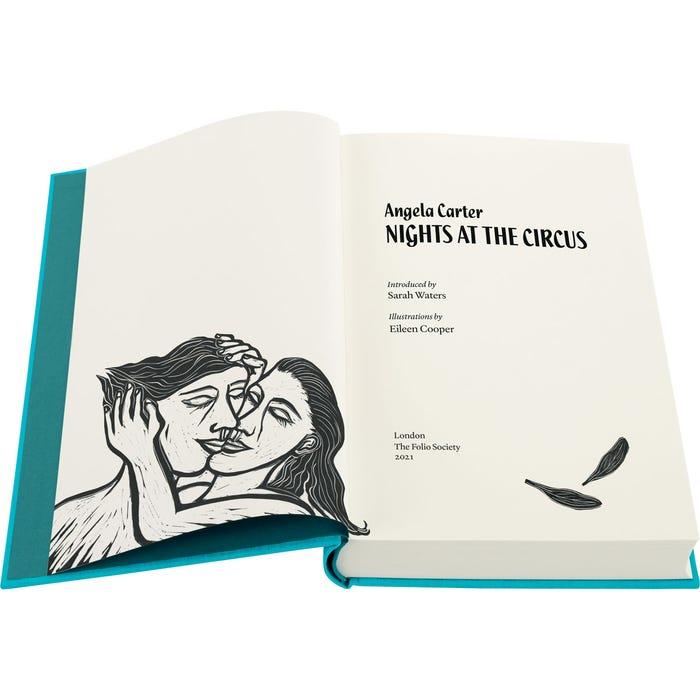 Angela Carter
NIGHTS AT THE CIRCUS
Introduced by
Sarah Waters
Illustrations by
Eileen Cooper
London
The Folio Society
2021